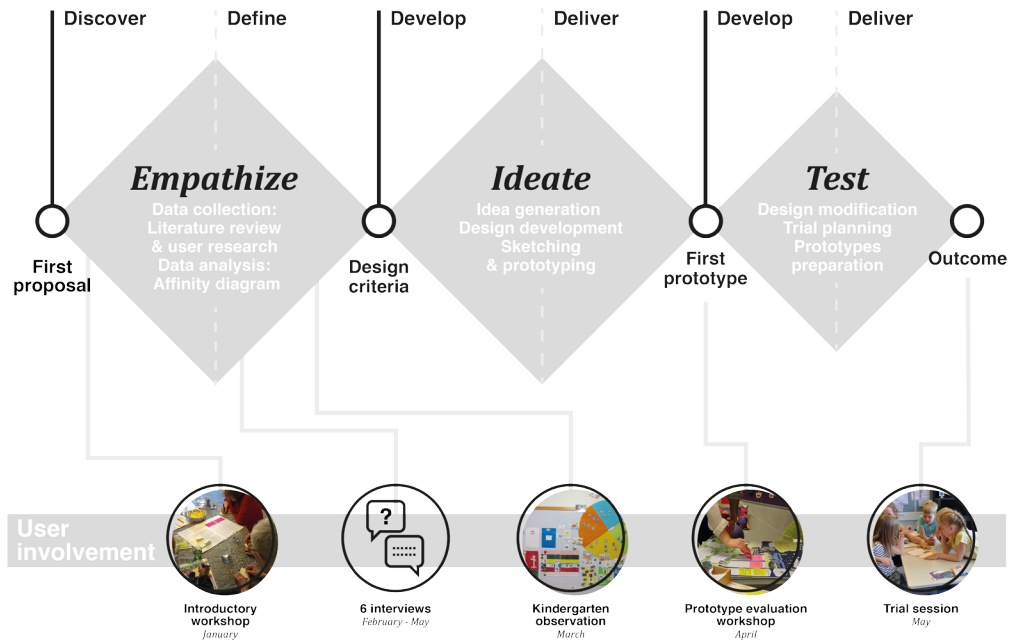 Discover
Define
Develop
Deliver
Develop
Deliver
Empathize
Data collection:
Literature review
& user research
Data analysis:
Affinity diagram
Ideate
Idea generation
Design development
Sketching
& prototyping
Test
Design modification
Trial planning
Prototypes
preparation
First
proposal
Design
criteria
First
prototype
Outcome
User
involvement
?
Introductory
workshop
January
6 interviews
February - May
Kindergarten
observation
March
Prototype evaluation
workshop
April
Trial session
May